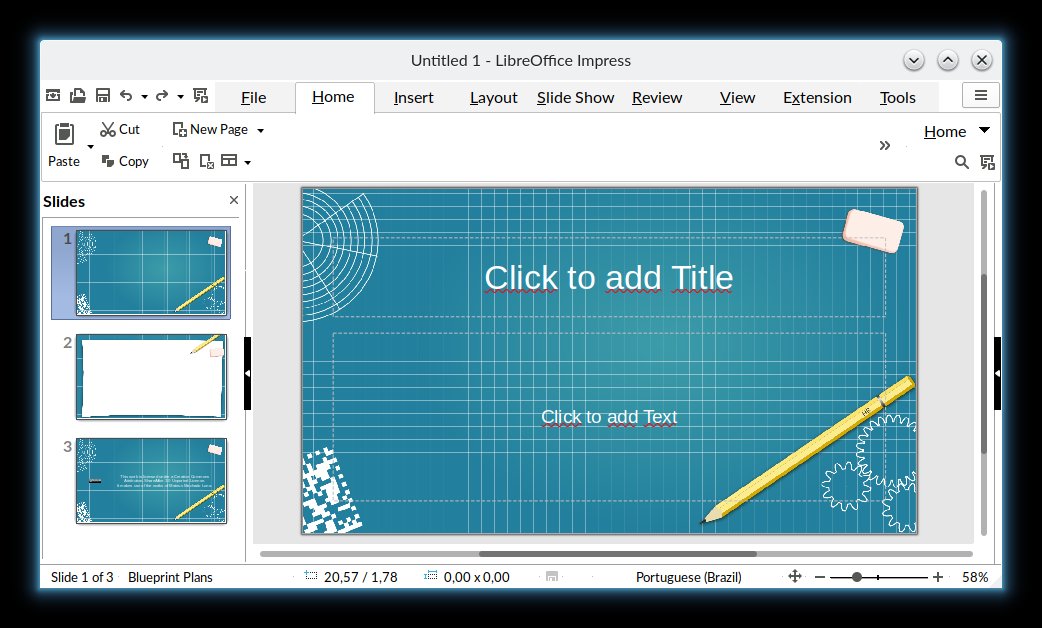 Untitled 1 - LibreOffice Impress
File Home Insert Layout Slide Show Review View Extension Tools
Paste
Cut
Copy
New Page
Home
Slides
1
2
3
Click to add Title
Click to add Text
HB
Slide 1 of 3 Blueprint Plans 20,57 / 1,78 0,00 x 0,00 Portuguese (Brazil) 58%